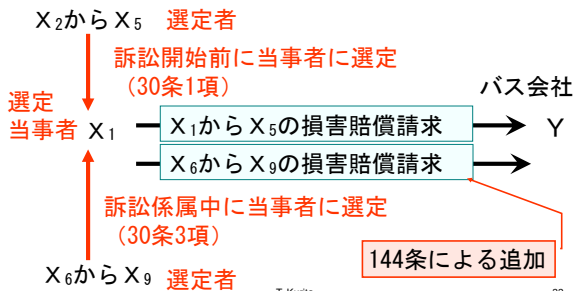 X2からX5 選定者
訴訟開始前に当事者に選定
(30条1項)
バス会社
選定
当事者 X1
X1からX5の損害賠償請求
Y
X6からX9の損害賠償請求
訴訟係属中に当事者に選定
(30条3項)
144条による追加
X6からX9 選定者